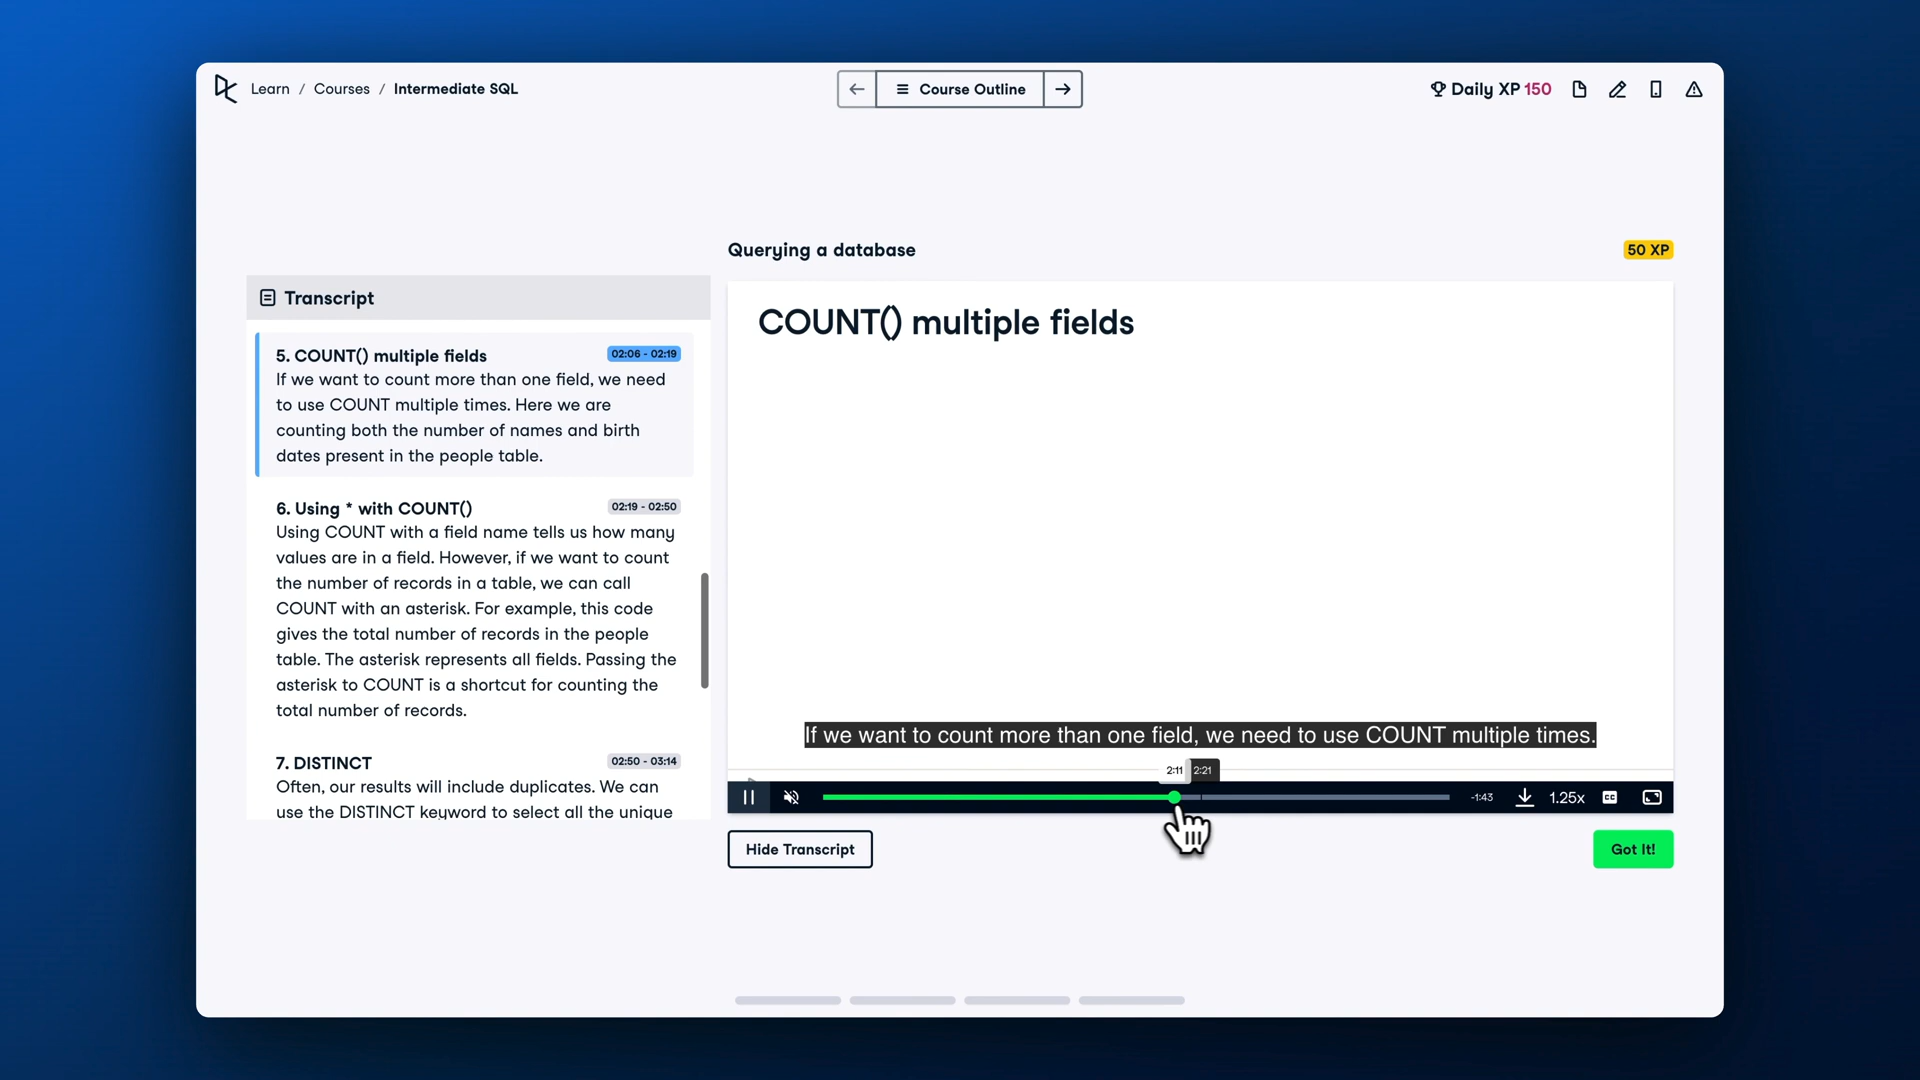 Learn / Courses / Intermediate SQL
Course Outline
Daily XP 150
Querying a database
50 XP
Transcript
5. COUNT() multiple fields
02:06 - 02:19
If we want to count more than one field, we need
to use COUNT multiple times. Here we are
counting both the number of names and birth
dates present in the people table.
6. Using * with COUNT()
02:19 - 02:50
Using COUNT with a field name tells us how many
values are in a field. However, if we want to count
the number of records in a table, we can call
COUNT with an asterisk. For example, this code
gives the total number of records in the people
table. The asterisk represents all fields. Passing the
asterisk to COUNT is a shortcut for counting the
total number of records.
7. DISTINCT
02:50 - 03:14
Often, our results will include duplicates. We can
use the DISTINCT keyword to select all the unique
COUNT() multiple fields
If we want to count more than one field, we need to use COUNT multiple times.
2:11
2:21
-1:43
1.25x
CC
Hide Transcript
Got It!